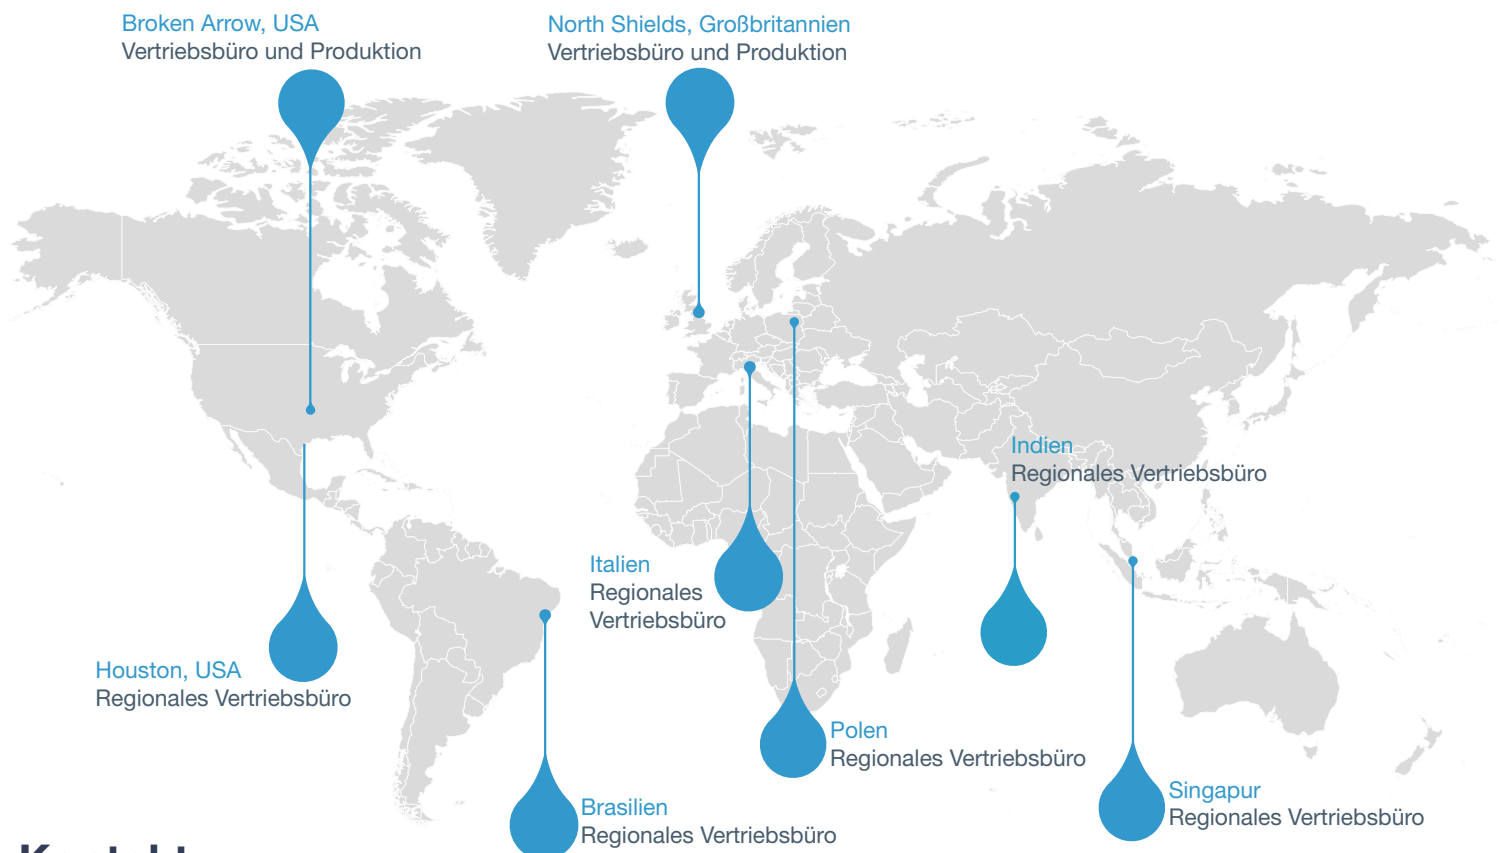 Broken Arrow, USA
Vertriebsbüro und Produktion
North Shields, Großbritannien
Vertriebsbüro und Produktion
Indien
Regionales Vertriebsbüro
Italien
Regionales
Vertriebsbüro
Houston, USA
Regionales Vertriebsbüro
Polen
Regionales Vertriebsbüro
Singapur
Regionales Vertriebsbüro
Brasilien
Regionales Vertriebsbüro